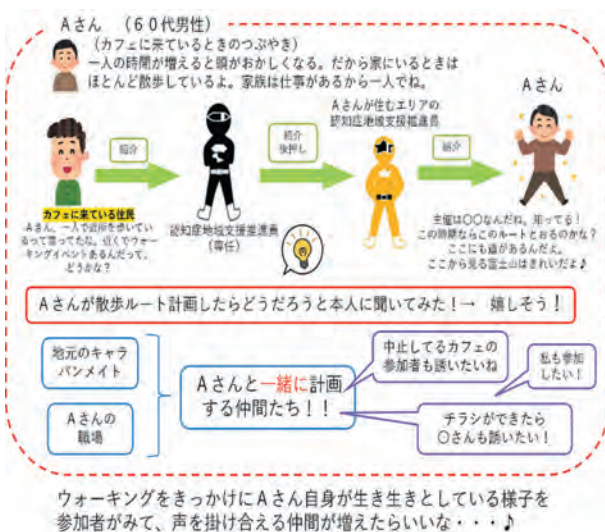 Aさん (60代男性)
(カフェに来ているときのつぶやき)
一人の時間が増えると頭がおかしくなる。だから家にいるときは
ほとんど散歩しているよ。家族は仕事があるから一人でね。
Aさんが住むエリアの
認知症地域支援推進員
Aさん
紹介
紹介
後押し
紹介
カフェに来ている住民
Aさん、一人で近所を歩いてい
るって言ってたな。近くでウォー
キングイベントあるんだって、
どうかな?
認知症地域支援推進員
(専任)
主催は〇〇なんだね。知ってる!
この時期ならこのルートとおるのかな?
ここにも道があるんだよ。
ここから見る富士山はきれいだよ♪
Aさんが散歩ルート計画したらどうだろうと本人に聞いてみた!→ 嬉しそう!
地元のキャラ
バンメイト
Aさんの
職場
Aさんと一緒に計画
する仲間たち!!
中止してるカフェの
参加者も誘いたいね
私も参加
したい!
チラシができたら
〇さんも誘いたい!
ウォーキングをきっかけにAさん自身が生き生きとしている様子を
参加者がみて、声を掛け合える仲間が増えたらいいな・・・♪